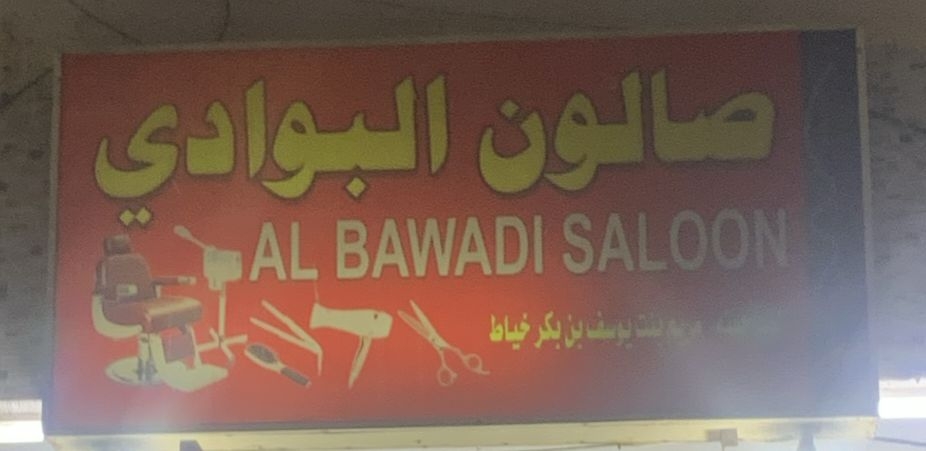 صالون البوادي
AL BAWADI SALOON
مريم بنت يوسف بن بكر خياط